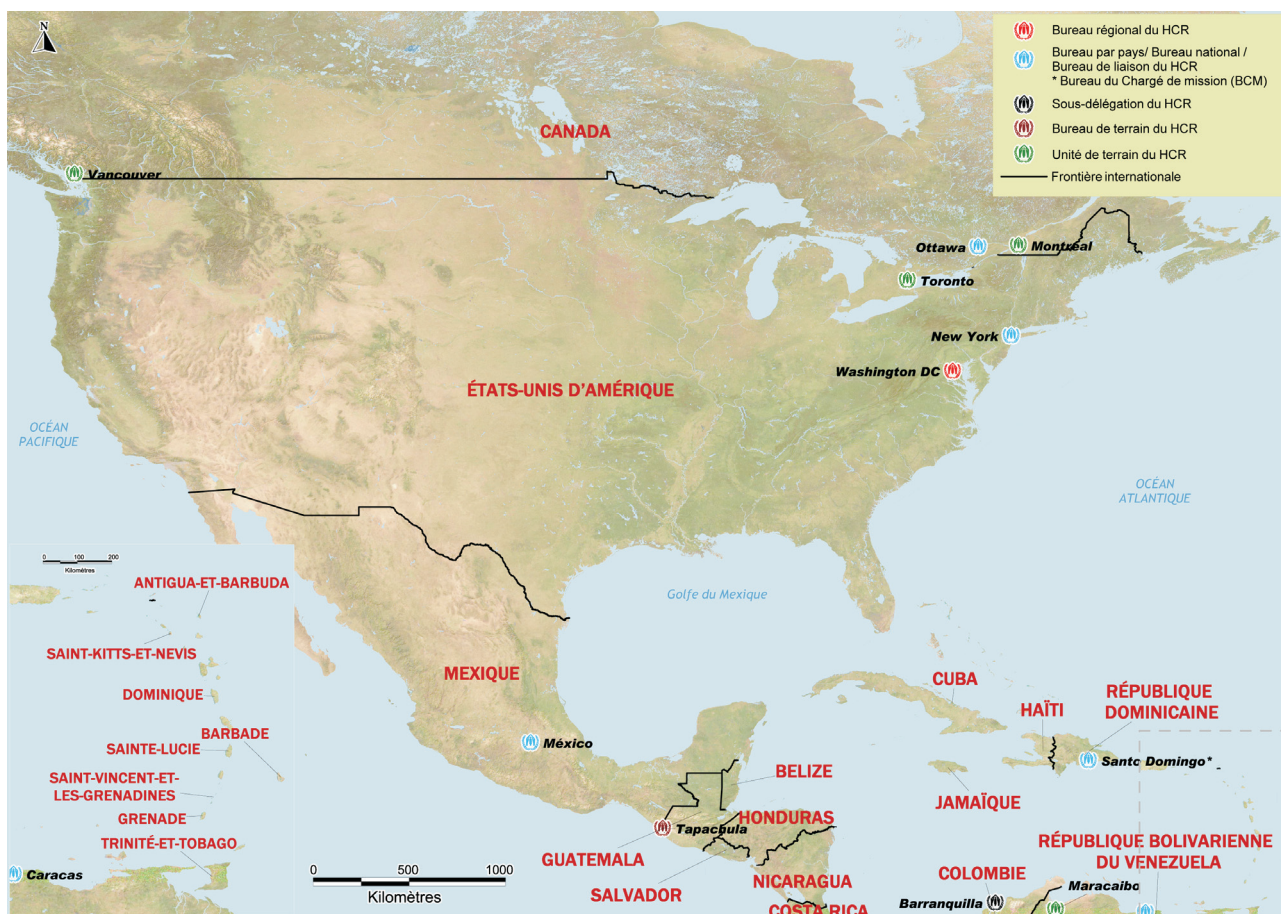 N
Bureau régional du HCR
Bureau par pays/ Bureau national /
Bureau de liaison du HCR
* Bureau du Chargé de mission (BCM)
Sous-délégation du HCR
Bureau de terrain du HCR
Unité de terrain du HCR
Frontière internationale
CANADA
Vancouver
Ottawa
Montréal
Toronto
New York
Washington DC
ÉTATS-UNIS D'AMÉRIQUE
OCÉAN
PACIFIQUE
OCÉAN
ATLANTIQUE
Golfe du Mexique
MEXIQUE
México
CUBA
HAÏTI
RÉPUBLIQUE
DOMINICAINE
Santo Domingo*
JAMAÏQUE
BELIZE
HONDURAS
Tapachula
GUATEMALA
SALVADOR
NICARAGUA
COSTA RICA
COLOMBIE
RÉPUBLIQUE BOLIVARIENNE
DU VENEZUELA
Maracaibo
Barranquilla
0 100 200
Kilomètres
ANTIGUA-ET-BARBUDA
SAINT-KITTS-ET-NEVIS
DOMINIQUE
BARBADE
SAINTE-LUCIE
SAINT-VINCENT-ET-
LES-GRENADINES
GRENADE
TRINITÉ-ET-TOBAGO
Caracas
0 500 1000
Kilomètres